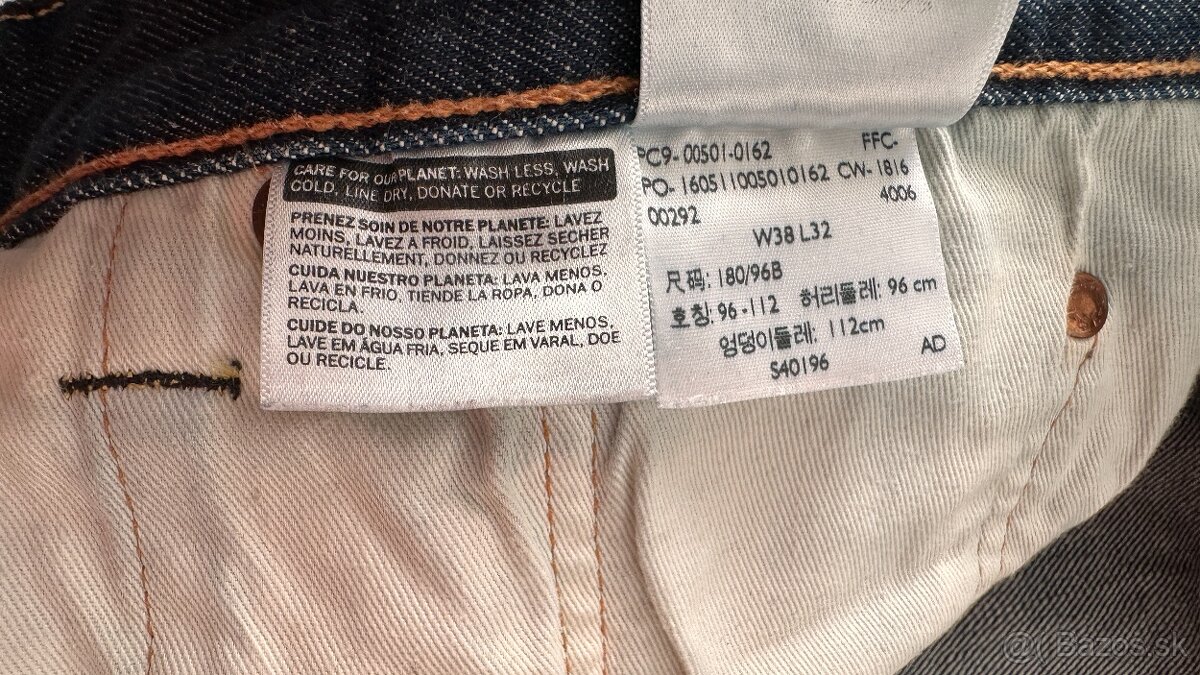 CARE FOR OUR PLANET: WASH LESS, WASH
COLD, LINE DRY, DONATE OR RECYCLE
PRENEZ SOIN DE NOTRE PLANETE: LAVEZ
MOINS, LAVEZ A FROID, LAISSEZ SECHER
NATURELLEMENT, DONNEZ OU RECYCLEZ
CUIDA NUESTRO PLANETA: LAVA MENOS,
LAVA EN FRIO, TIENDE LA ROPA, DONA O
RECICLA.
CUIDE DO NOSSO PLANETA: LAVE MENOS,
LAVE EM ÁGUA FRIA, SEQUE EM VARAL, DOE
OU RECICLE.
PC9- 00501-0162 FFC-
PO- 160511005010162 CW- 1816
00292 4006
W38 L32
尺码: 180/96B
호칭: 96 -112 허리둘레: 96 cm
엉덩이둘레: 112cm
S40196 AD
Bazos.sk